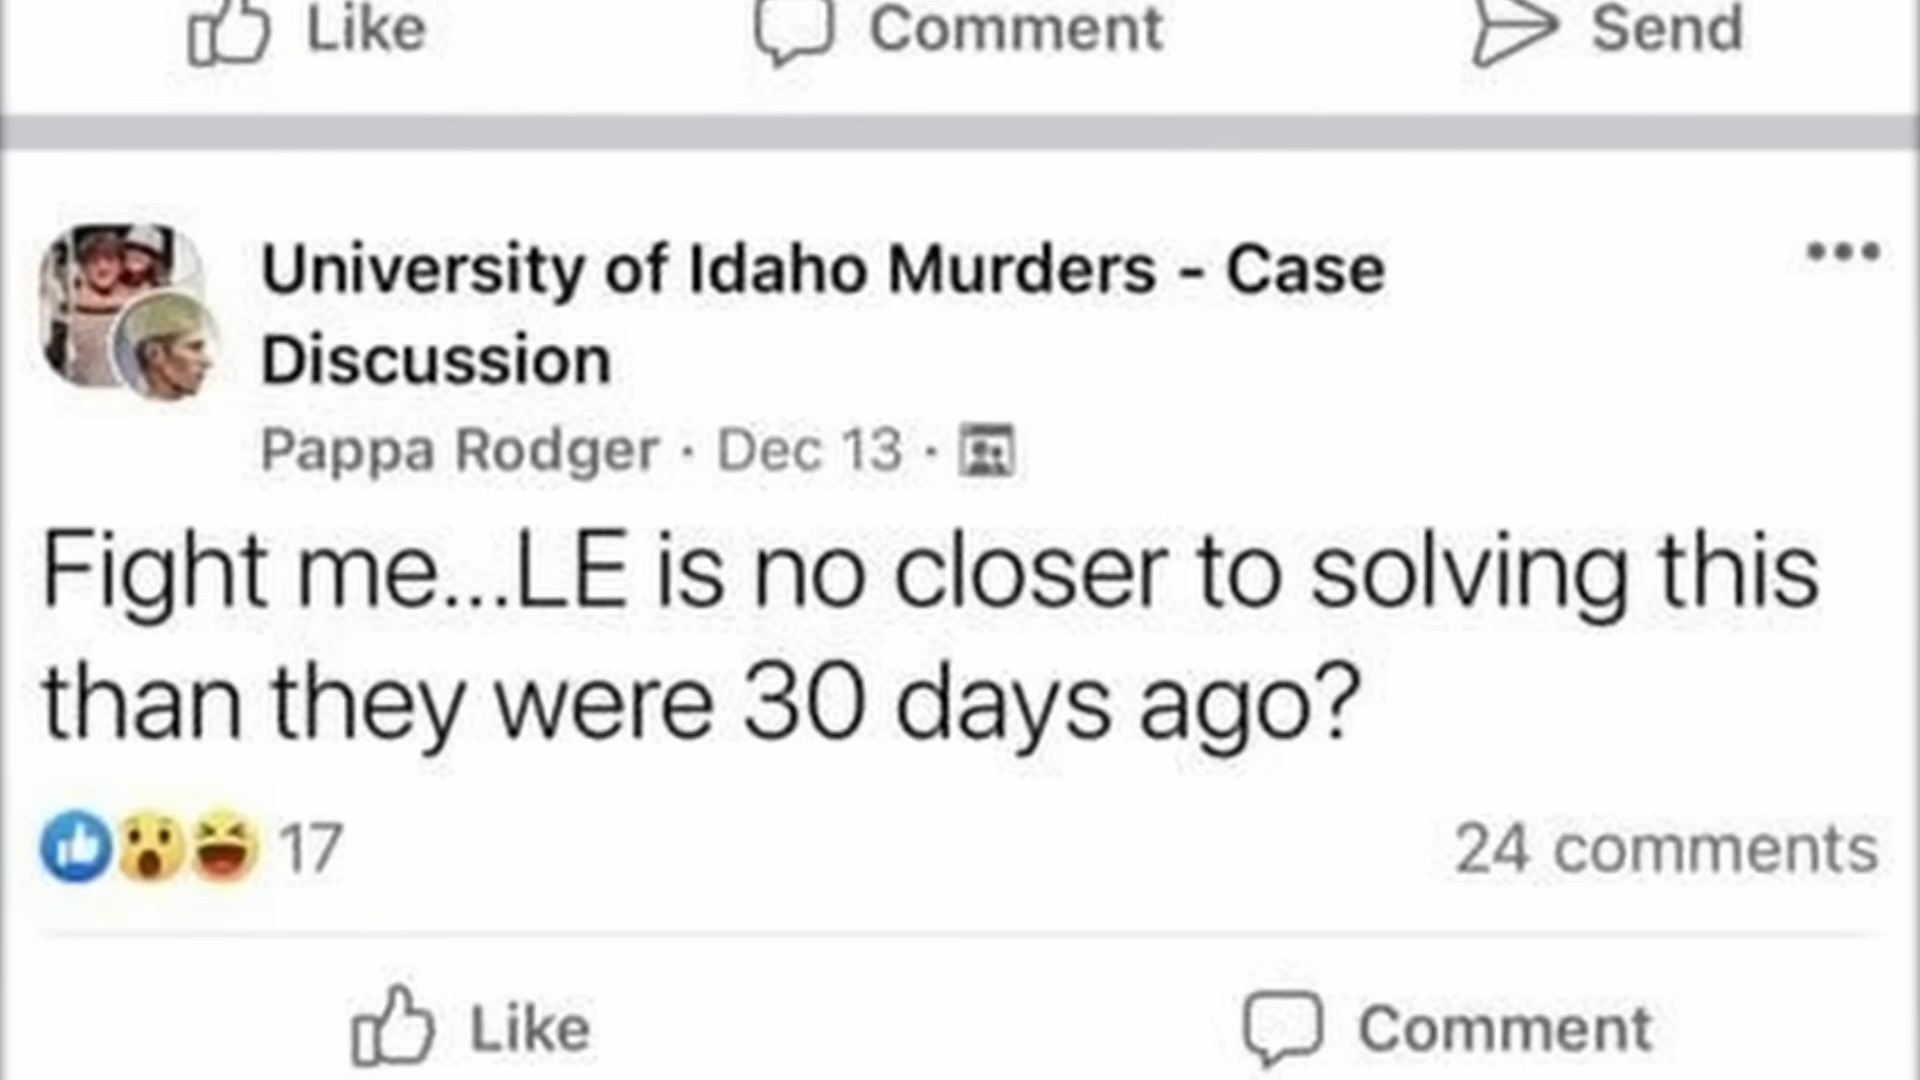 Like Comment Send
University of Idaho Murders - Case
Discussion
Pappa Rodger · Dec 13 ·
Fight me...LE is no closer to solving this
than they were 30 days ago?
17 24 comments
Like Comment